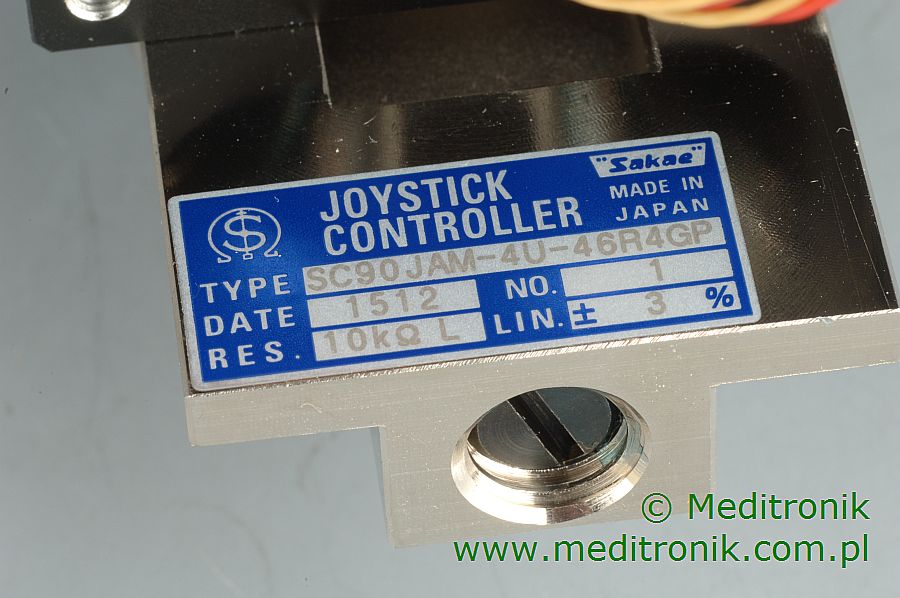 JOYSTICK
CONTROLLER
"Sakae"
MADE IN
JAPAN
TYPE SC90JAM-4U-46R4GP
DATE 1512 NO. 1
RES. 10kΩ L LIN. ± 3 %
© Meditronik
www.meditronik.com.pl